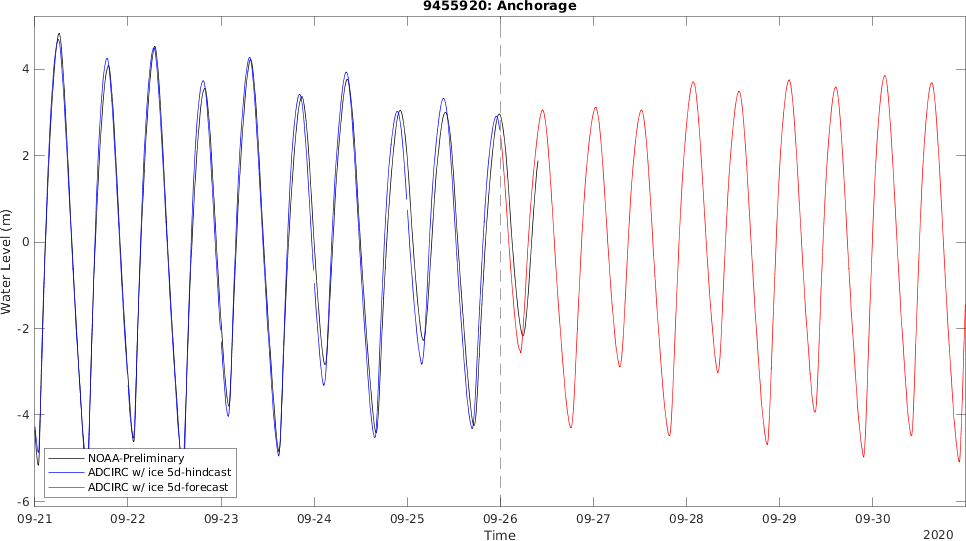 9455920: Anchorage
4
2
0
-2
-4
-6
Water Level (m)
NOAA-Preliminary
ADCIRC w/ ice 5d-hindcast
ADCIRC w/ ice 5d-forecast
09-21 09-22 09-23 09-24 09-25 09-26 09-27 09-28 09-29 09-30
Time
2020